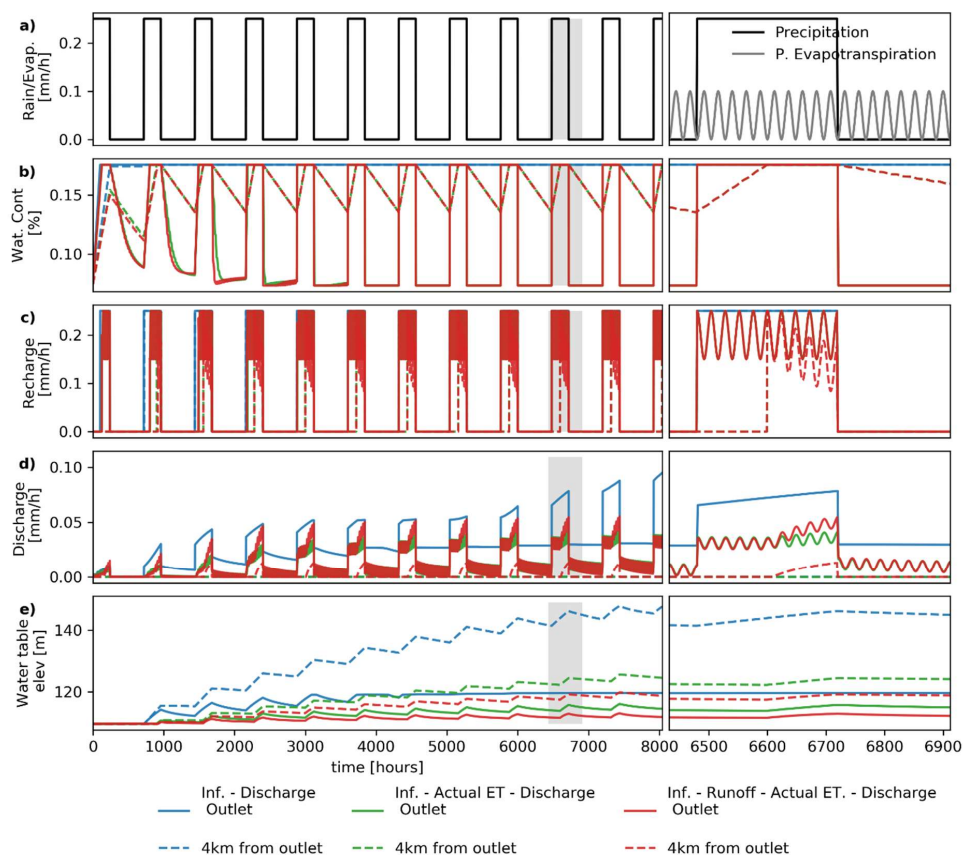 a)
Rain/Evap.
[mn/h]
0.2
0.1
0.0
Precipitation
P. Evapotranspiration
b)
Wat. Cont
[%]
0.15
0.10
c)
Recharge
[mm/h]
0.2
0.1
0.0
d)
Discharge
[mm/h]
0.10
0.05
0.00
e)
Water table
elev [m]
140
120
0 1000 2000 3000 4000 5000 6000 7000 8000 6500 6600 6700 6800 6900
time [hours]
Inf. - Discharge Inf. - Actual ET - Discharge Inf. - Runoff - Actual ET. - Discharge
Outlet Outlet Outlet
4km from outlet 4km from outlet 4km from outlet